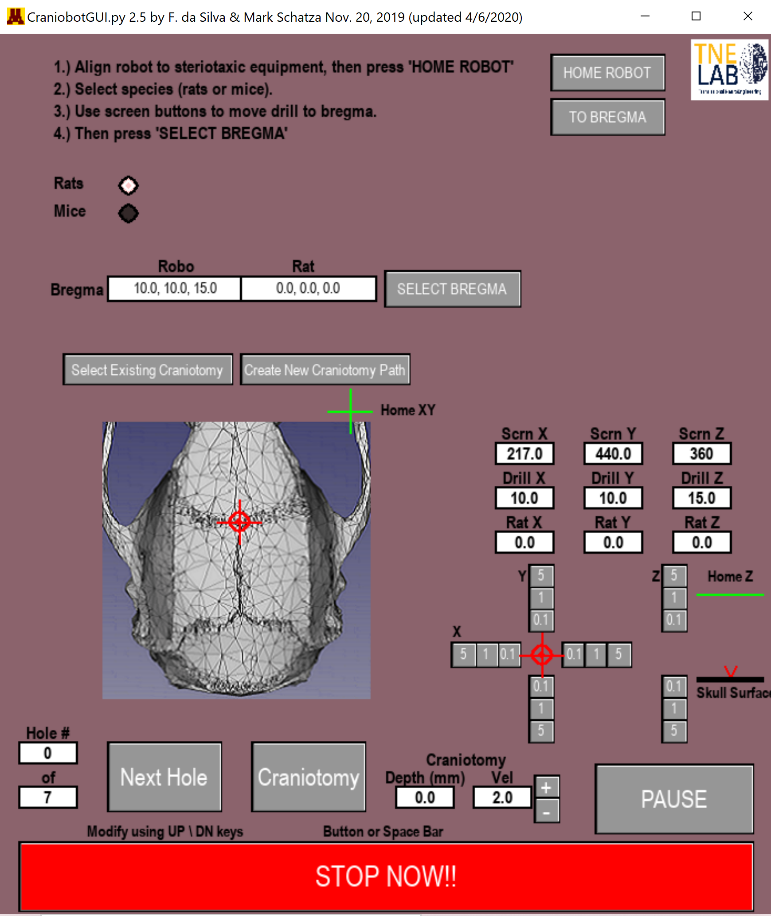 CraniobotGUI.py 2.5 by F. da Silva & Mark Schatza Nov. 20, 2019 (updated 4/6/2020)
1.) Align robot to steriotaxic equipment, then press 'HOME ROBOT'
2.) Select species (rats or mice).
3.) Use screen buttons to move drill to bregma.
4.) Then press 'SELECT BREGMA'
HOME ROBOT
TO BREGMA
TNE
LAB
Rats
Mice
Robo Rat
Bregma 10.0, 10.0, 15.0 0.0, 0.0, 0.0 SELECT BREGMA
Select Existing Craniotomy Create New Craniotomy Path
Home XY
Scrn X Scrn Y Scrn Z
217.0 440.0 360
Drill X Drill Y Drill Z
10.0 10.0 15.0
Rat X Rat Y Rat Z
0.0 0.0 0.0
Y 5 Z 5 Home Z
1 1
0.1 0.1
X
5 1 0.1 0.1 1 5
0.1 0.1 Skull Surface
1 1
5 5
Hole #
0
of
7
Next Hole
Craniotomy
Craniotomy
Depth (mm) Vel
0.0 2.0
+
-
PAUSE
Modify using UP \ DN keys Button or Space Bar
STOP NOW!!